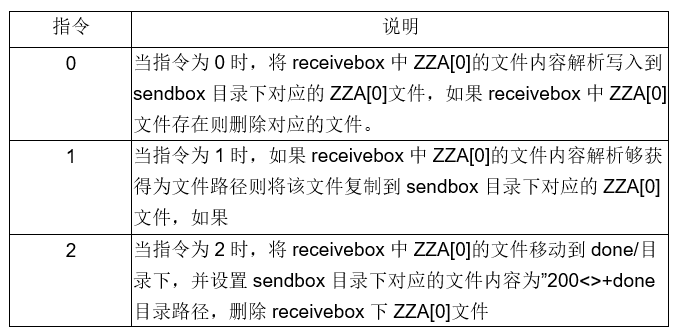 指令 说明
0 当指令为 0 时，将 receivebox 中 ZZA[0]的文件内容解析写入到
sendbox 目录下对应的 ZZA[0]文件，如果 receivebox 中 ZZA[0]
文件存在则删除对应的文件。
1 当指令为 1 时，如果 receivebox 中 ZZA[0]的文件内容解析够获
得为文件路径则将该文件复制到 sendbox 目录下对应的 ZZA[0]
文件，如果
2 当指令为 2 时，将 receivebox 中 ZZA[0]的文件移动到 done/目
录下，并设置 sendbox 目录下对应的文件内容为”200<>+done
目录路径，删除 receivebox 下 ZZA[0]文件